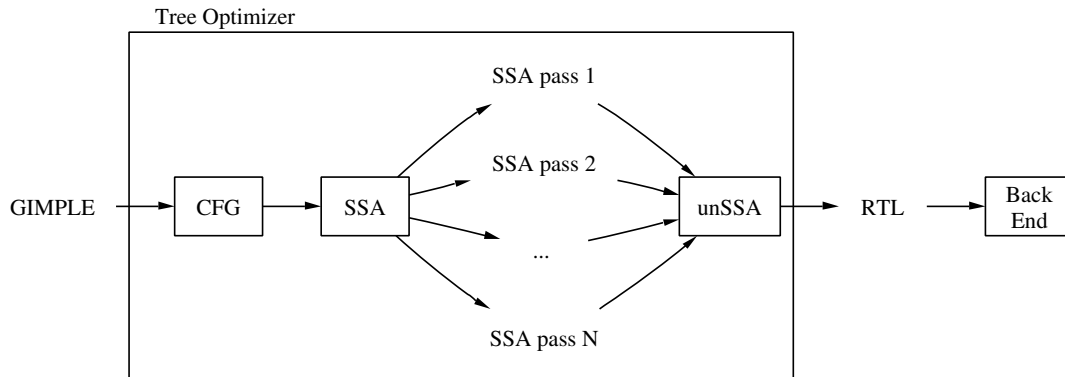 Tree Optimizer
SSA pass 1
SSA pass 2
GIMPLE
CFG
SSA
unSSA
RTL
Back
End
...
SSA pass N